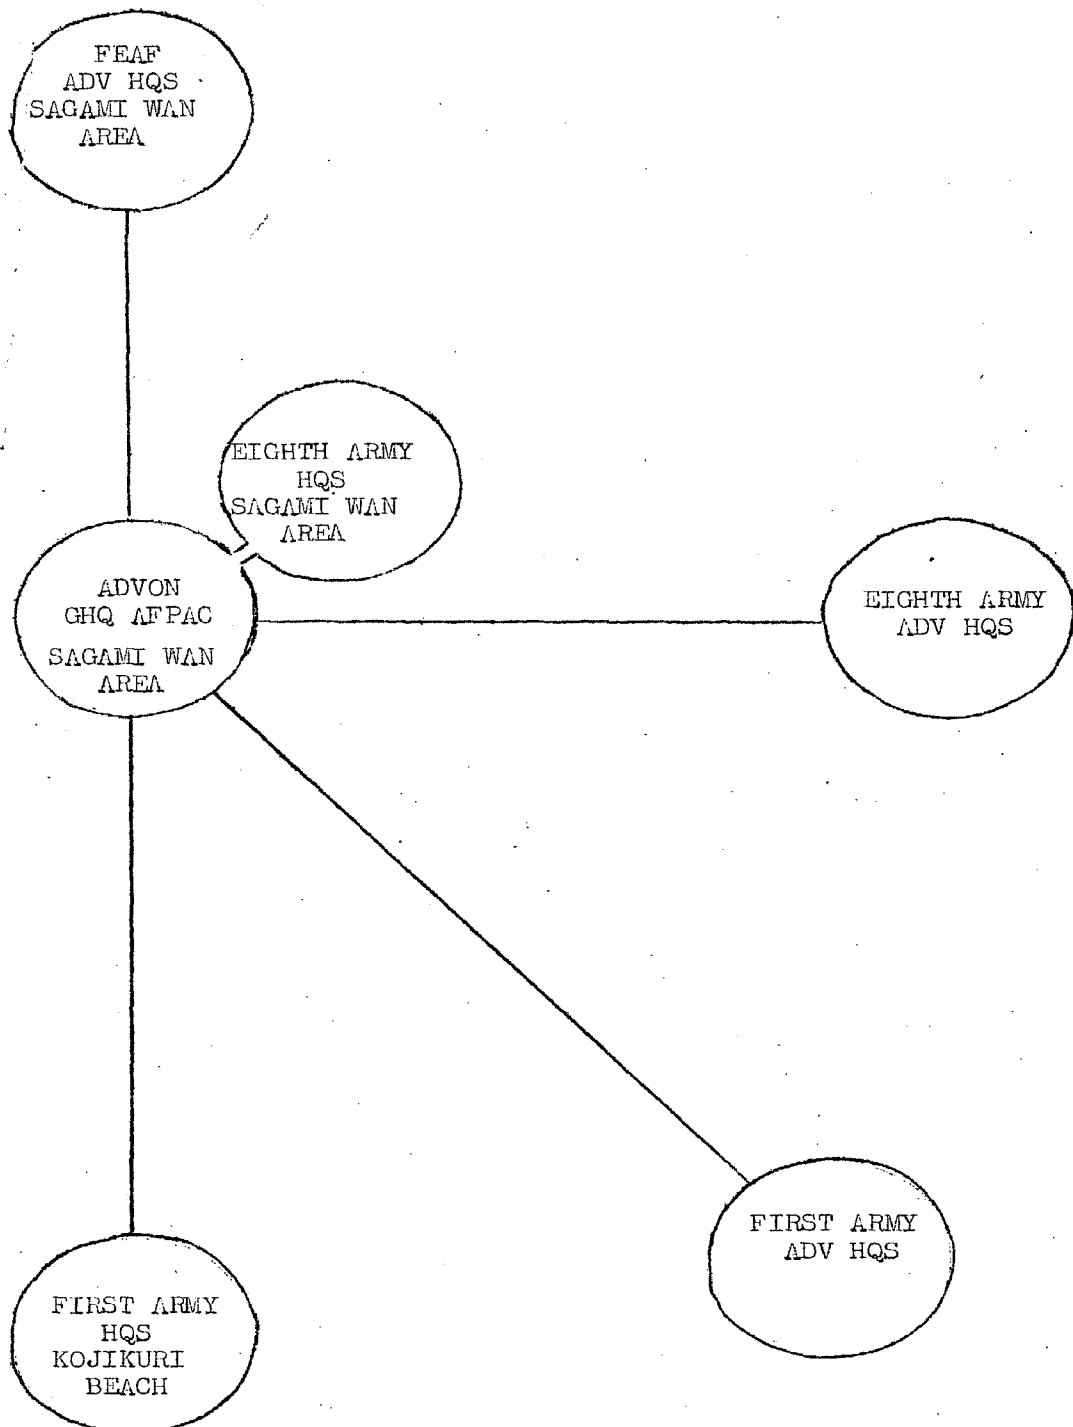 FEAF
ADV HQS
SAGAMI WAN
AREA
EIGHTH ARMY
HQS
SAGAMI WAN
AREA
ADVON
GHQ AFPAC
SAGAMI WAN
AREA
EIGHTH ARMY
ADV HQS
FIRST ARMY
ADV HQS
FIRST ARMY
HQS
KOJIKURI
BEACH